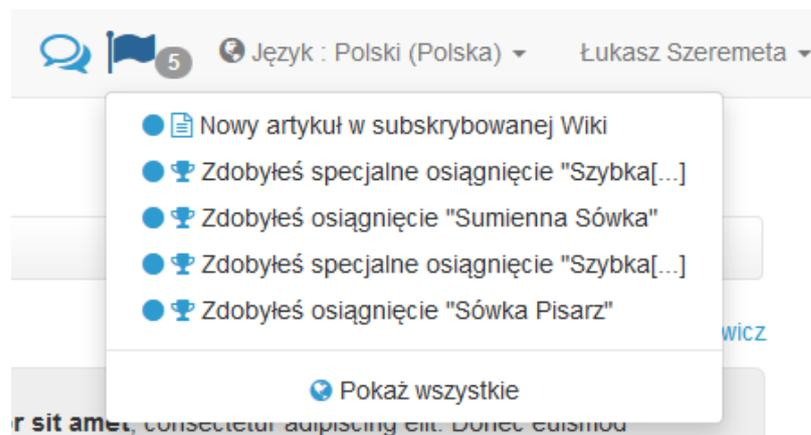 5 Język : Polski (Polska) Łukasz Szeremeta
Nowy artykuł w subskrybowanej Wiki
Zdobyłeś specjalne osiągnięcie "Szybka[...]
Zdobyłeś osiągnięcie "Sumienna Sówka"
Zdobyłeś specjalne osiągnięcie "Szybka[...]
Zdobyłeś osiągnięcie "Sówka Pisarz"
wicz
Pokaż wszystkie
r sit amet, consectetur adipiscing elit. Donec euismod